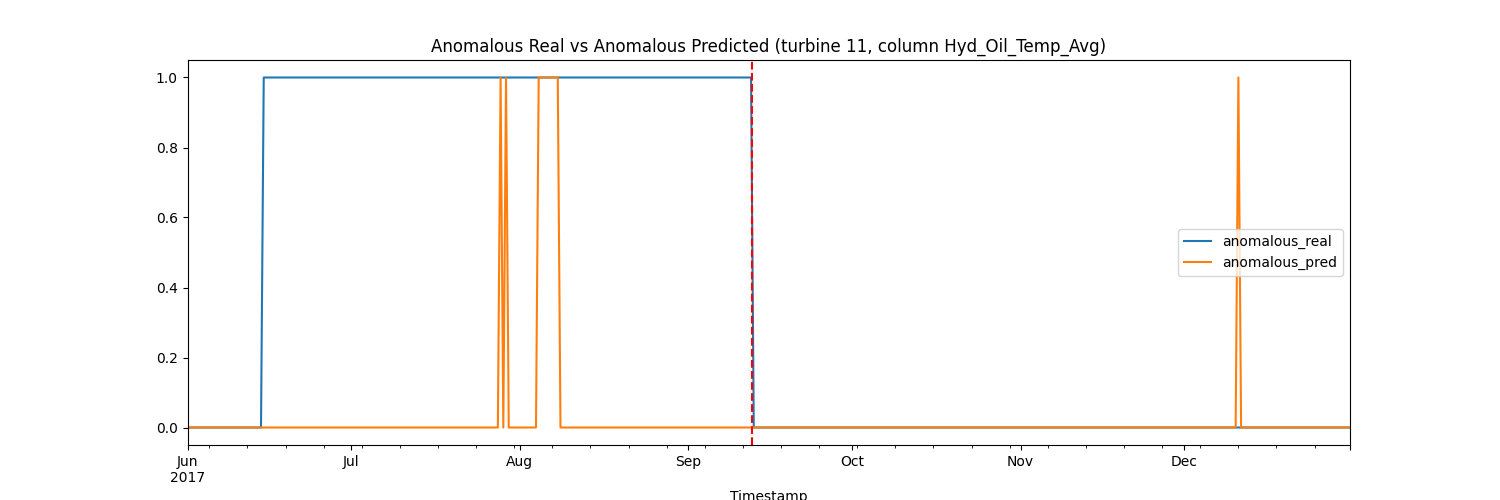 Anomalous Real vs Anomalous Predicted (turbine 11, column Hyd_Oil_Temp_Avg)
1.0
0.8
0.6
0.4
0.2
0.0
anomalous_real
anomalous_pred
Jun Jul Aug Sep Oct Nov Dec
2017
Timestamp